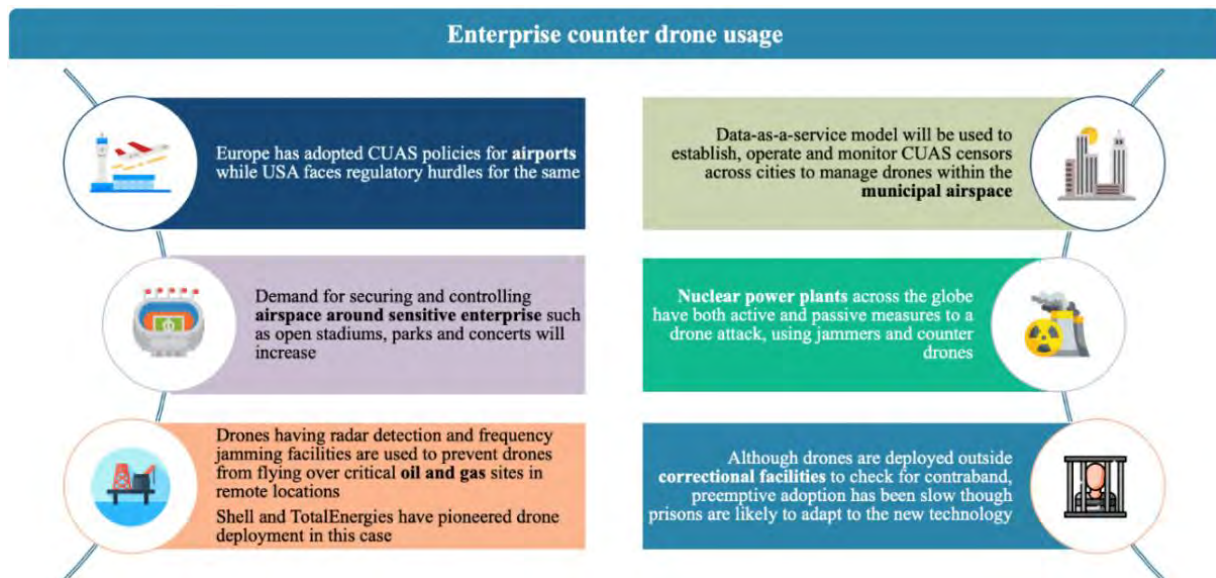 Enterprise counter drone usage
Europe has adopted CUAS policies for airports
while USA faces regulatory hurdles for the same
Demand for securing and controlling
airspace around sensitive enterprise such
as open stadiums, parks and concerts will
increase
Drones having radar detection and frequency
jamming facilities are used to prevent drones
from flying over critical oil and gas sites in
remote locations
Shell and TotalEnergies have pioneered drone
deployment in this case
Data-as-a-service model will be used to
establish, operate and monitor CUAS censors
across cities to manage drones within the
municipal airspace
Nuclear power plants across the globe
have both active and passive measures to a
drone attack, using jammers and counter
drones
Although drones are deployed outside
correctional facilities to check for contraband,
preemptive adoption has been slow though
prisons are likely to adapt to the new technology